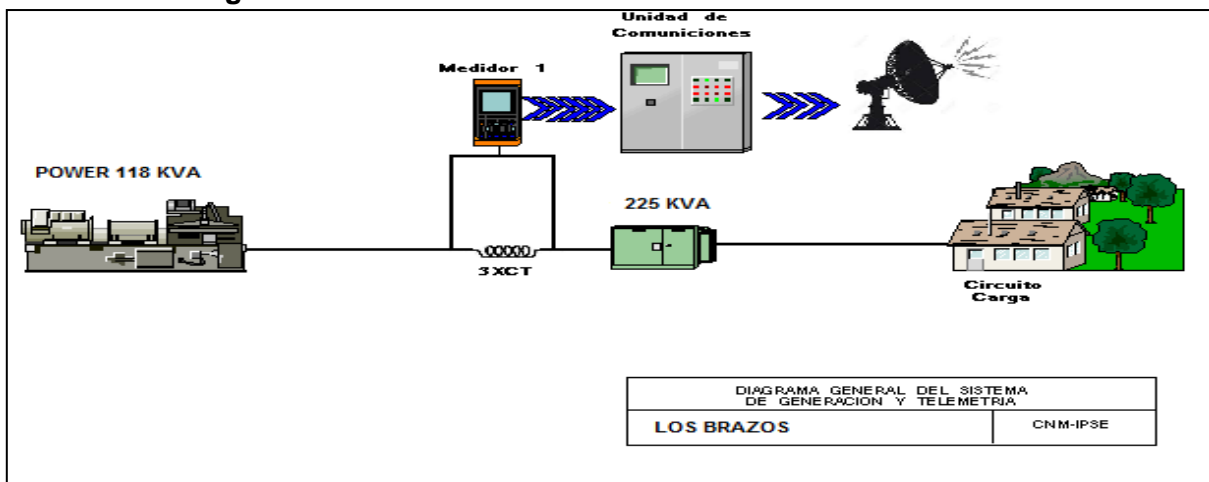 Unidad de
Comuniciones
Medidor 1
POWER 118 KVA
225 KVA
3XCT
Circuito
Carga
DIAGRAMA GENERAL DEL SISTEMA
DE GENERACION Y TELEMETRIA
LOS BRAZOS
CNM-IPSE